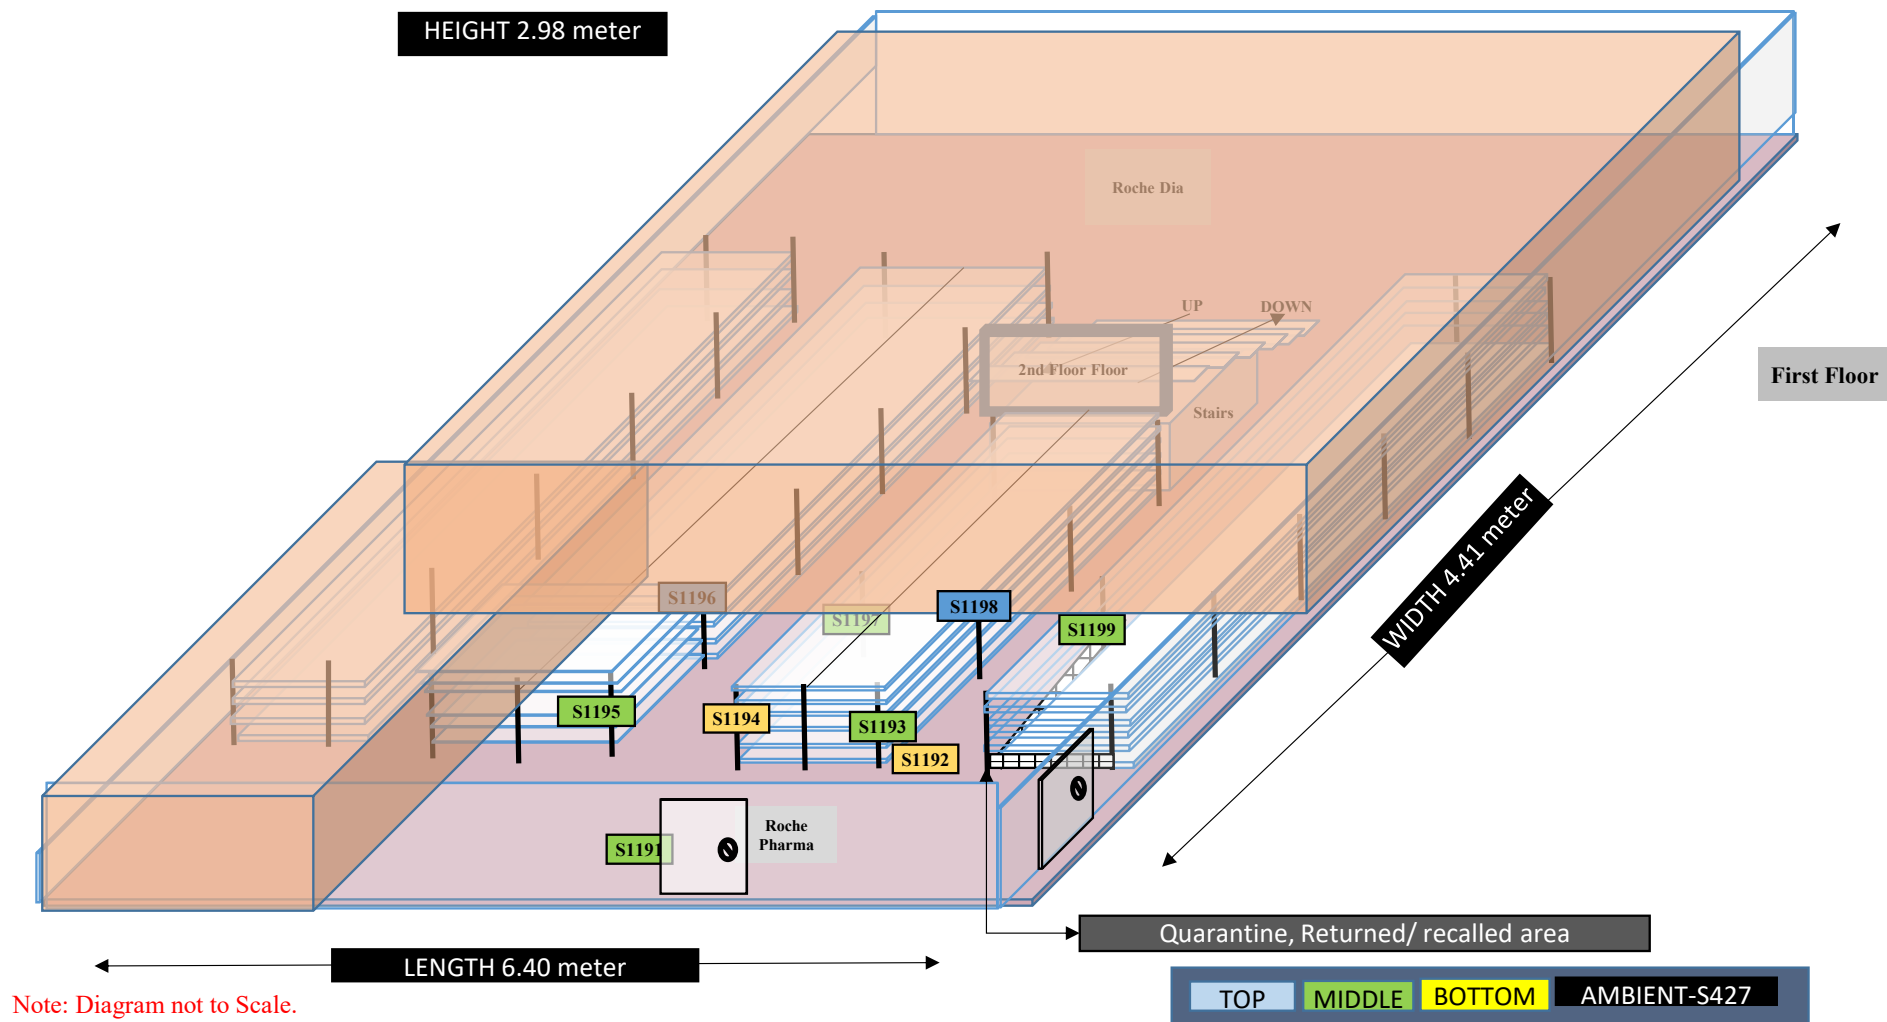 HEIGHT 2.98 meter
Roche Dia
UP
DOWN
2nd Floor Floor
First Floor
Stairs
WIDTH 4.41 meter
S1196
S1197
S1198
S1199
S1195
S1194
S1193
S1192
S1191
Roche
Pharma
Quarantine, Returned/ recalled area
LENGTH 6.40 meter
Note: Diagram not to Scale.
TOP
MIDDLE
BOTTOM
AMBIENT-S427